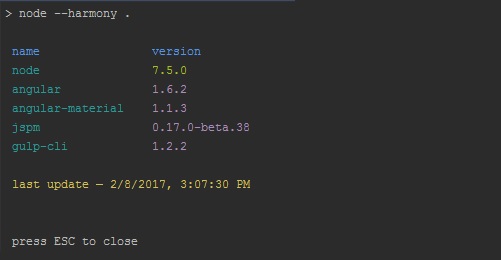 > node --harmony .
name version
node 7.5.0
angular 1.6.2
angular-material 1.1.3
jspm 0.17.0-beta.38
gulp-cli 1.2.2
last update – 2/8/2017, 3:07:30 PM
press ESC to close